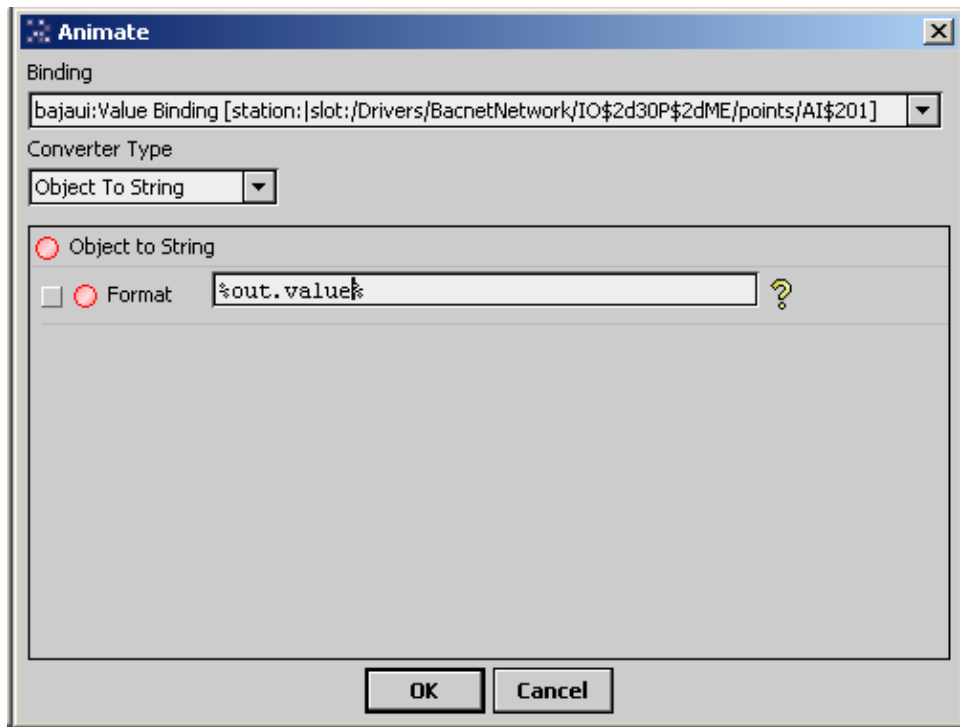 Animate
Binding
bajaui:Value Binding [station:|slot:/Drivers/BacnetNetwork/IO$2d30P$2dME/points/AI$201]
Converter Type
Object To String
Object to String
Format %out.value% ?
OK Cancel